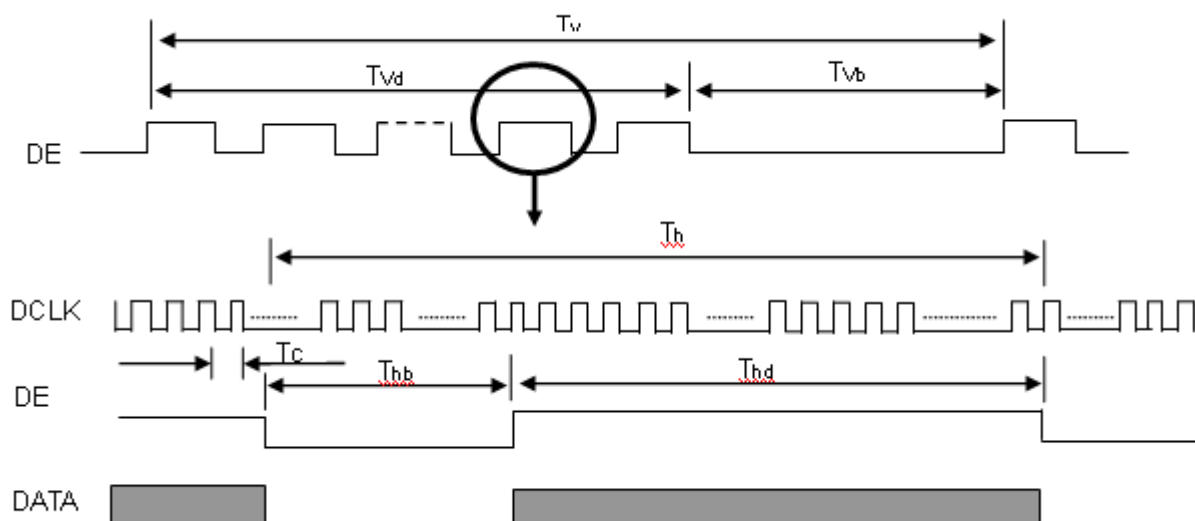 Tv
TVd
TVb
DE
Th
DCLK
Tc
Thb
Thd
DE
DATA